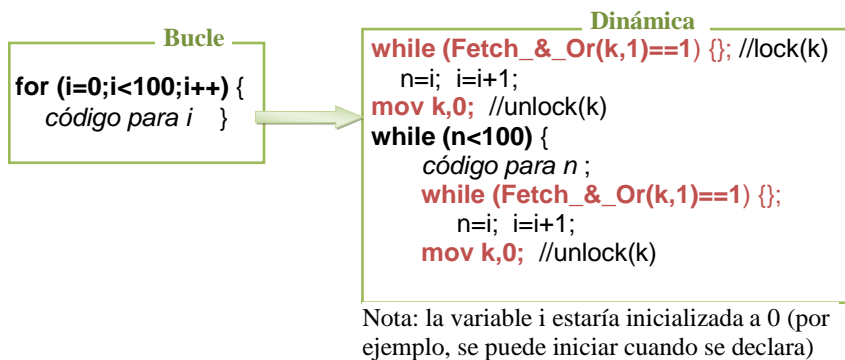 Bucle
for (i=0;i<100;i++) {
código para i }
Dinámica
while (Fetch_&_Or(k,1)==1) {}; //lock(k)
n=i; i=i+1;
mov k,0; //unlock(k)
while (n<100) {
código para n ;
while (Fetch_&_Or(k,1)==1) {};
n=i; i=i+1;
mov k,0; //unlock(k)
Nota: la variable i estaría inicializada a 0 (por
ejemplo, se puede iniciar cuando se declara)